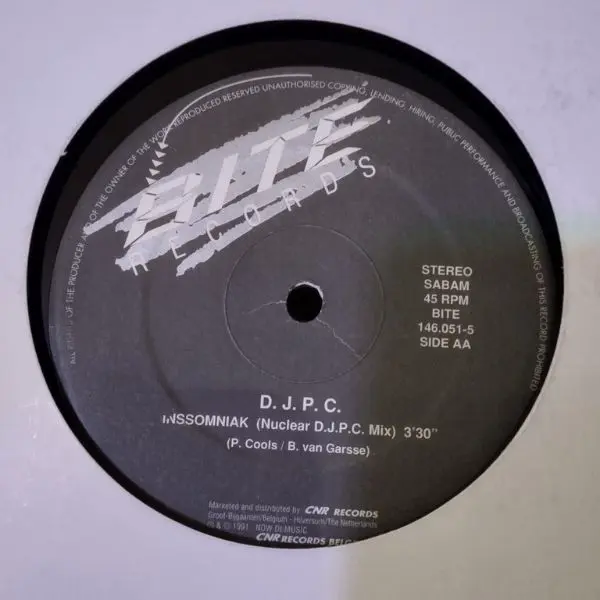 ALL RIGHTS OF THE PRODUCER AND OF THE OWNER OF THE WORK REPRODUCED RESERVED UNAUTHORISED COPYING, LENDING, HIRING, PUBLIC PERFORMANCE AND BROADCASTING OF THIS RECORD PROHIBITED
BITE
RECORDS
STEREO
SABAM
45 RPM
BITE
146.051-5
SIDE AA
D. J. P. C.
INSSOMNIAK (Nuclear D.J.P.C. Mix) 3'30"
(P. Cools / B. van Garsse)
Marketed and distributed by CNR RECORDS
Groot-Bijgaarden/Belgium - Hilversum/The Netherlands
℗ & © 1991 NOW DI-MUSIC
CNR RECORDS